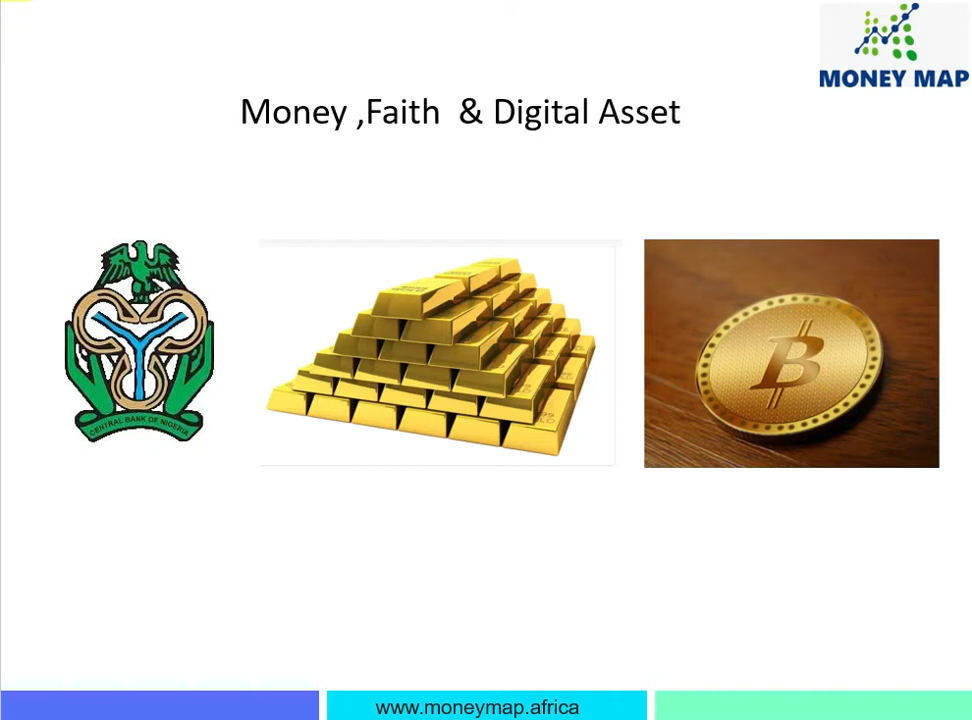 MONEY MAP
Money ,Faith & Digital Asset
CENTRAL BANK OF NIGERIA
www.moneymap.africa